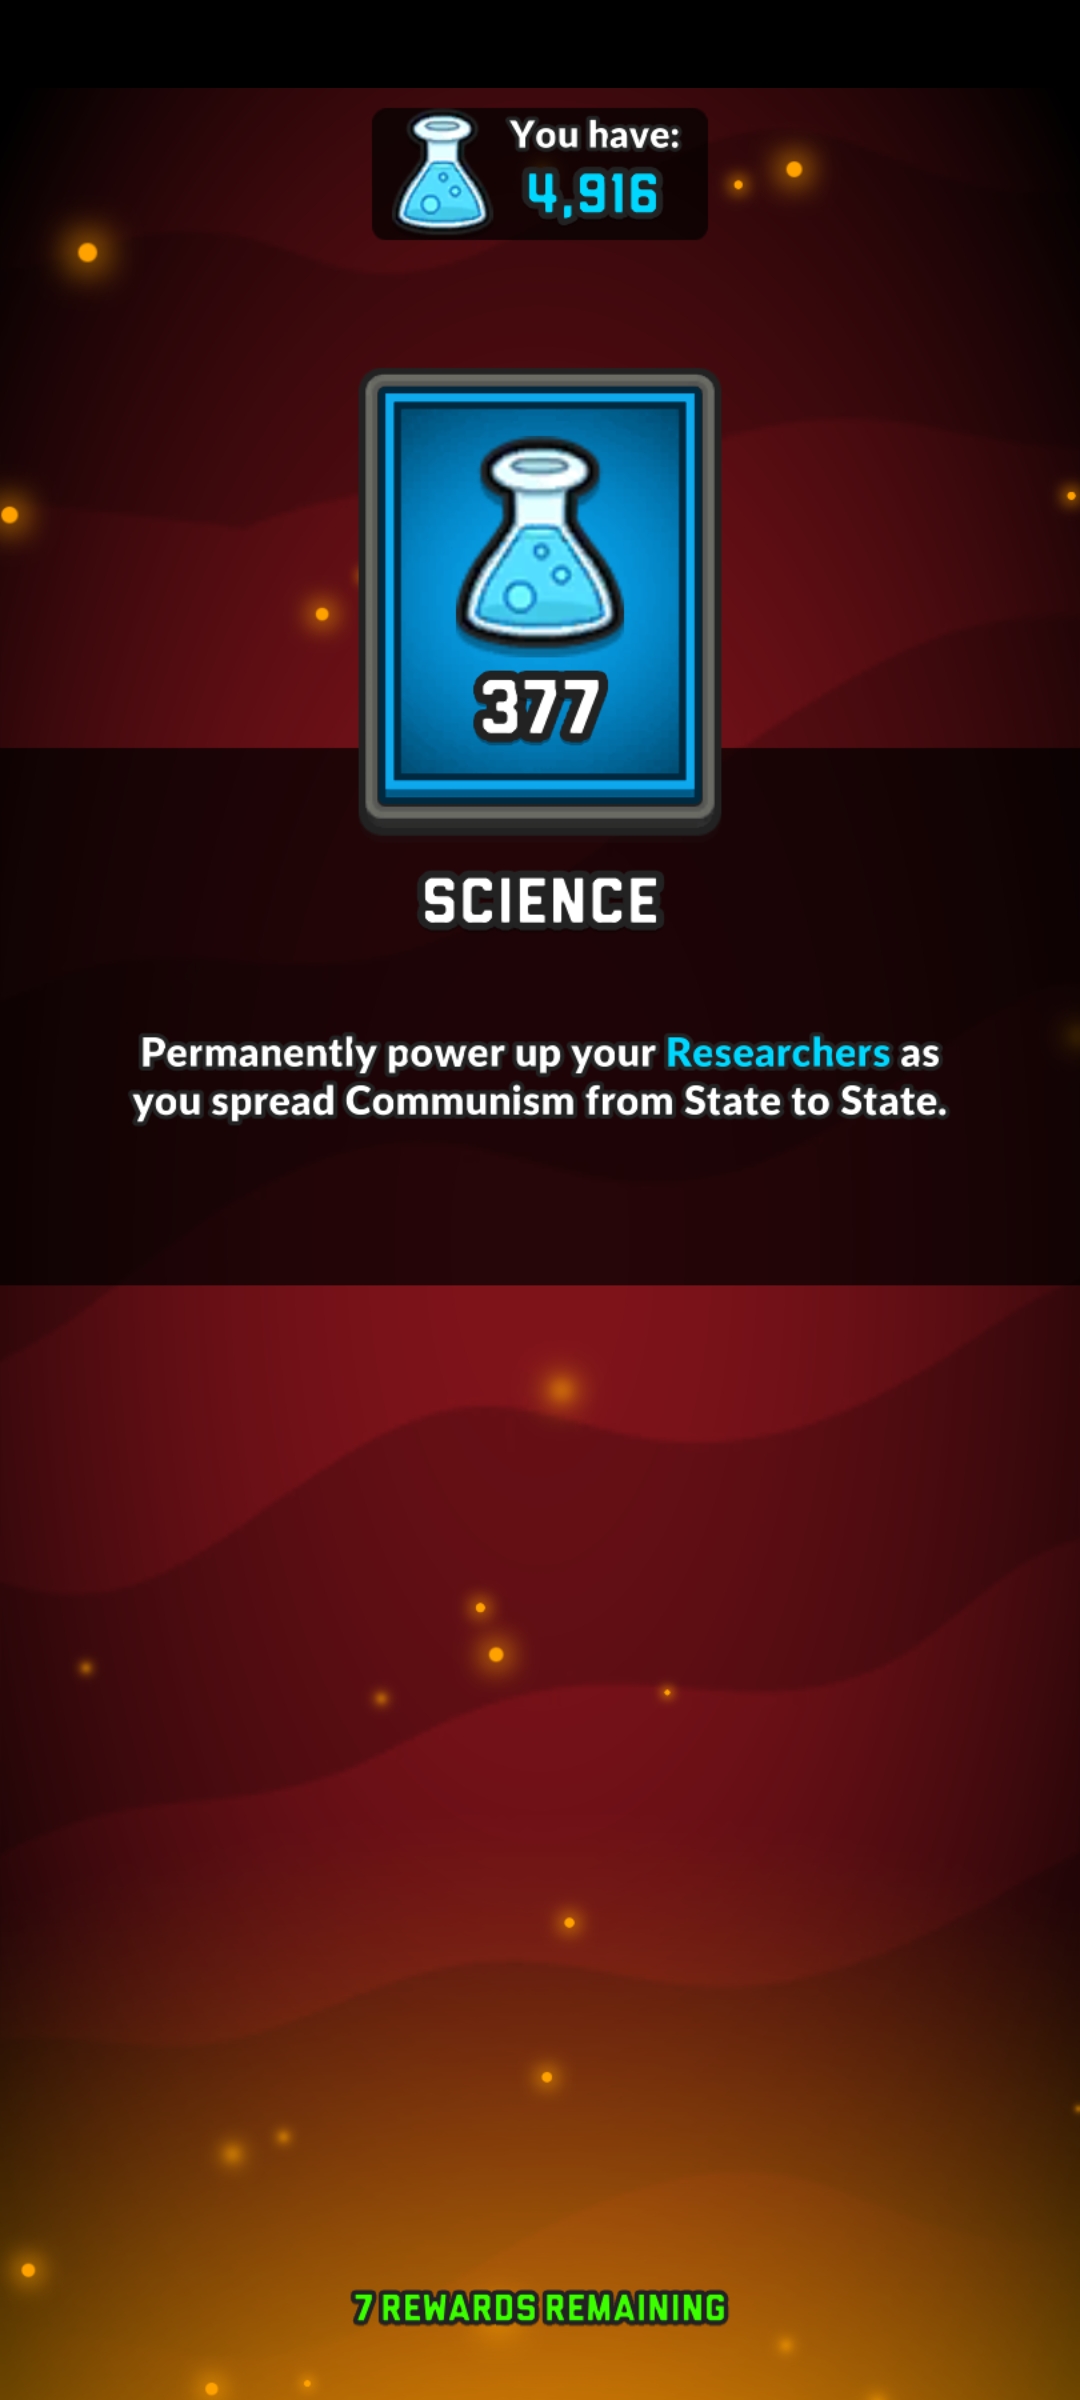 You have:
4,916
377
SCIENCE
Permanently power up your Researchers as
you spread Communism from State to State.
7 REWARDS REMAINING